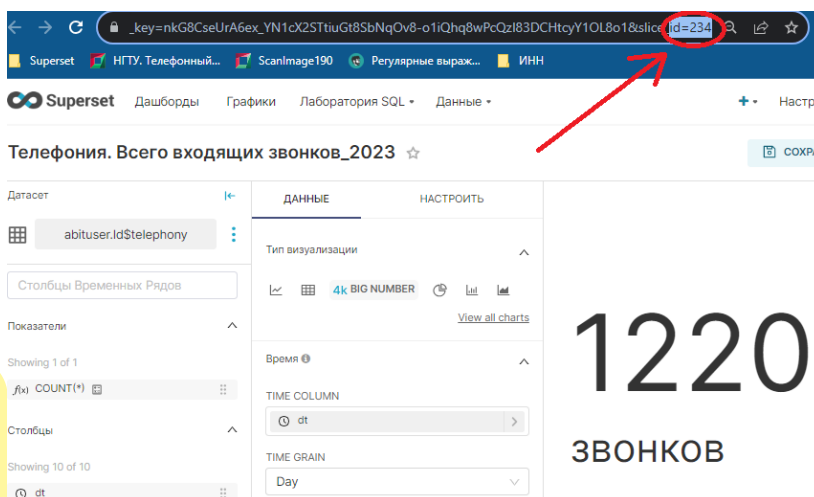 _key=nkG8CseUrA6ex_YN1cX2STtiuGt8SbNqOv8-o1iQhq8wPcQzI83DCHtcyY1OL8o1&slice_id=234
Superset НГТУ, Телефонный... ScanImage190 Регулярные выраж... ИНН
Superset Дашборды Графики Лаборатория SQL Данные + Настр
Телефония. Всего входящих звонков_2023 СОХРА
Датасет
abituser.ld$telephony
Столбцы Временных Рядов
Показатели
Showing 1 of 1
f(x) COUNT(*)
Столбцы
Showing 10 of 10
dt
ДАННЫЕ НАСТРОИТЬ
Тип визуализации
4k BIG NUMBER
View all charts
Время
TIME COLUMN
dt
TIME GRAIN
Day
1220
ЗВОНКОВ